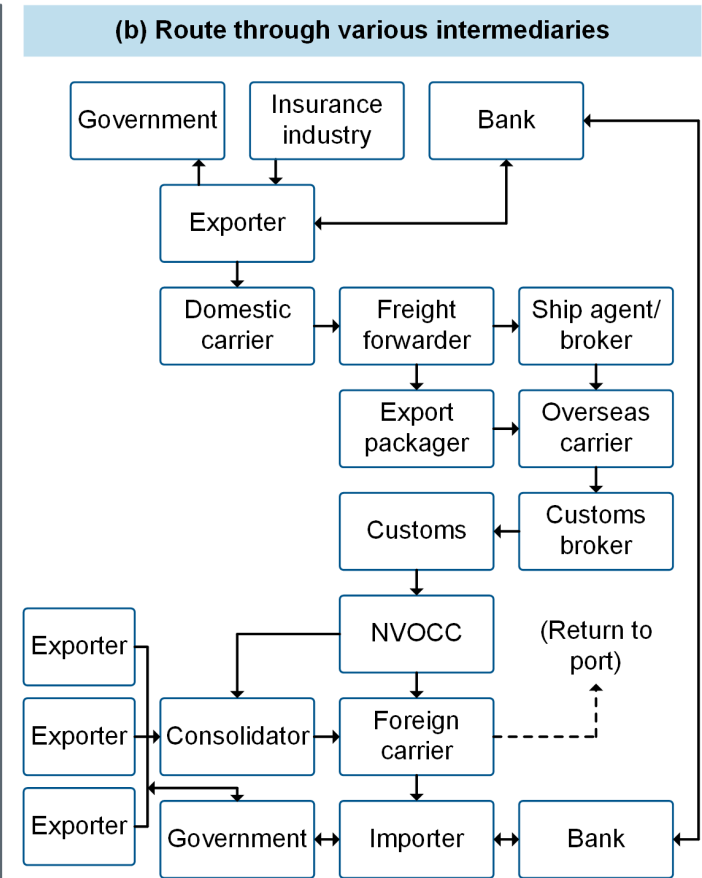 (b) Route through various intermediaries
Government
Insurance
industry
Bank
Exporter
Domestic
carrier
Freight
forwarder
Ship agent/
broker
Export
packager
Overseas
carrier
Customs
Customs
broker
Exporter
NVOCC
(Return to
port)
Exporter
Consolidator
Foreign
carrier
Exporter
Government
Importer
Bank